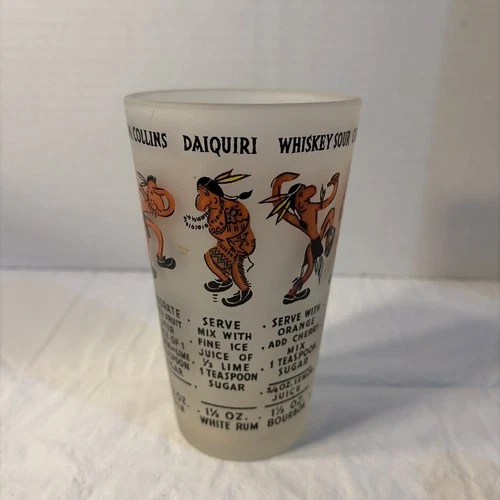 COLLINS DAIQUIRI WHISKEY SOUR
SERVE
MIX WITH
FINE ICE
JUICE OF
½ LIME
1 TEASPOON
SUGAR
1½ OZ.
WHITE RUM
SERVE WITH
ORANGE
ADD CHERRY
MIX
1 TEASPOON
SUGAR
¾ OZ. LEMON
JUICE
1½ OZ.
BOURBON